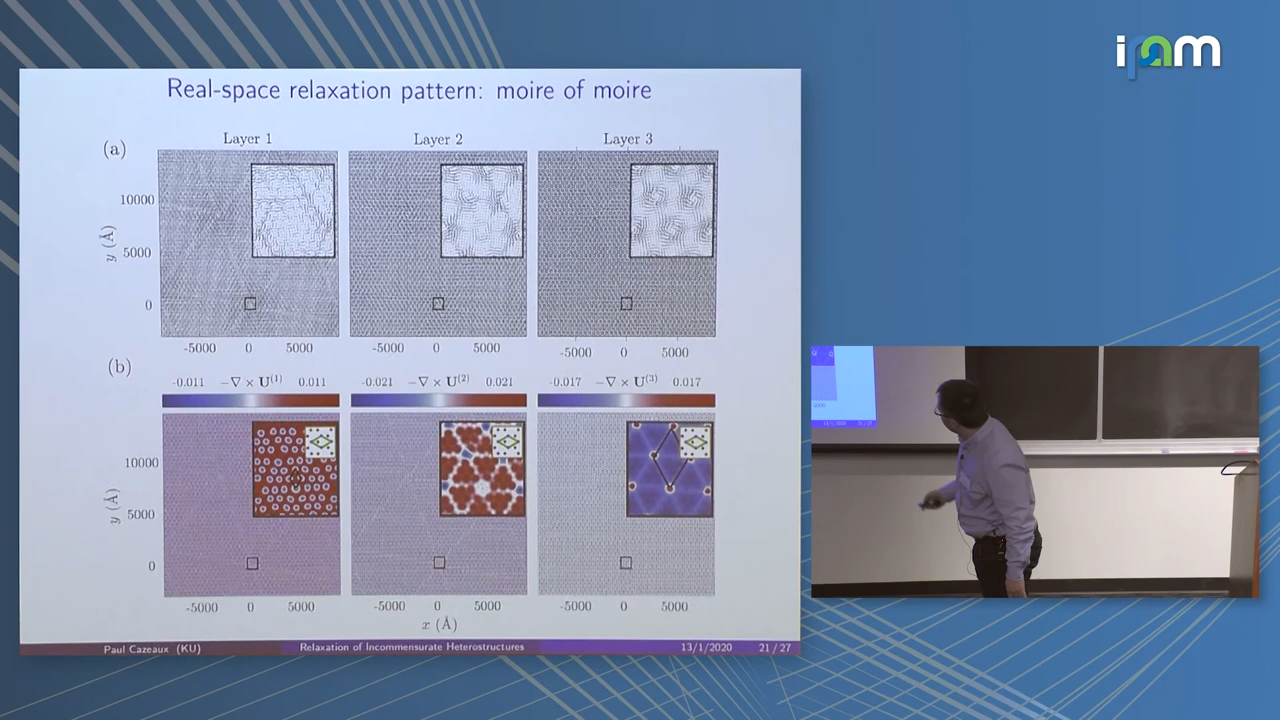 ipam
Real-space relaxation pattern: moire of moire
(a)
Layer 1
Layer 2
Layer 3
y (Å)
10000
5000
0
-5000 0 5000
-5000 0 5000
-5000 0 5000
(b)
-0.011 −∇ × U(1) 0.011
-0.021 −∇ × U(2) 0.021
-0.017 −∇ × U(3) 0.017
y (Å)
10000
5000
0
-5000 0 5000
-5000 0 5000
-5000 0 5000
x (Å)
Paul Cazeaux (KU) Relaxation of Incommensurate Heterostructures 13/1/2020 21 / 27